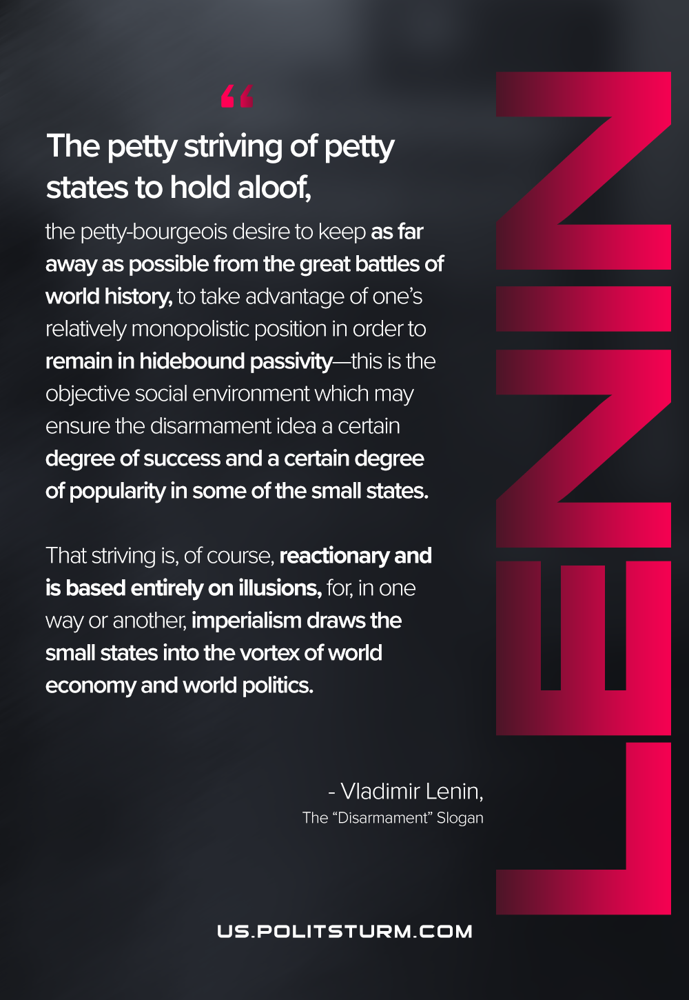 “
The petty striving of petty
states to hold aloof,
the petty-bourgeois desire to keep as far
away as possible from the great battles of
world history, to take advantage of one’s
relatively monopolistic position in order to
remain in hidebound passivity—this is the
objective social environment which may
ensure the disarmament idea a certain
degree of success and a certain degree
of popularity in some of the small states.
That striving is, of course, reactionary and
is based entirely on illusions, for, in one
way or another, imperialism draws the
small states into the vortex of world
economy and world politics.
- Vladimir Lenin,
The “Disarmament” Slogan
LENIN
US.POLITSTURM.COM